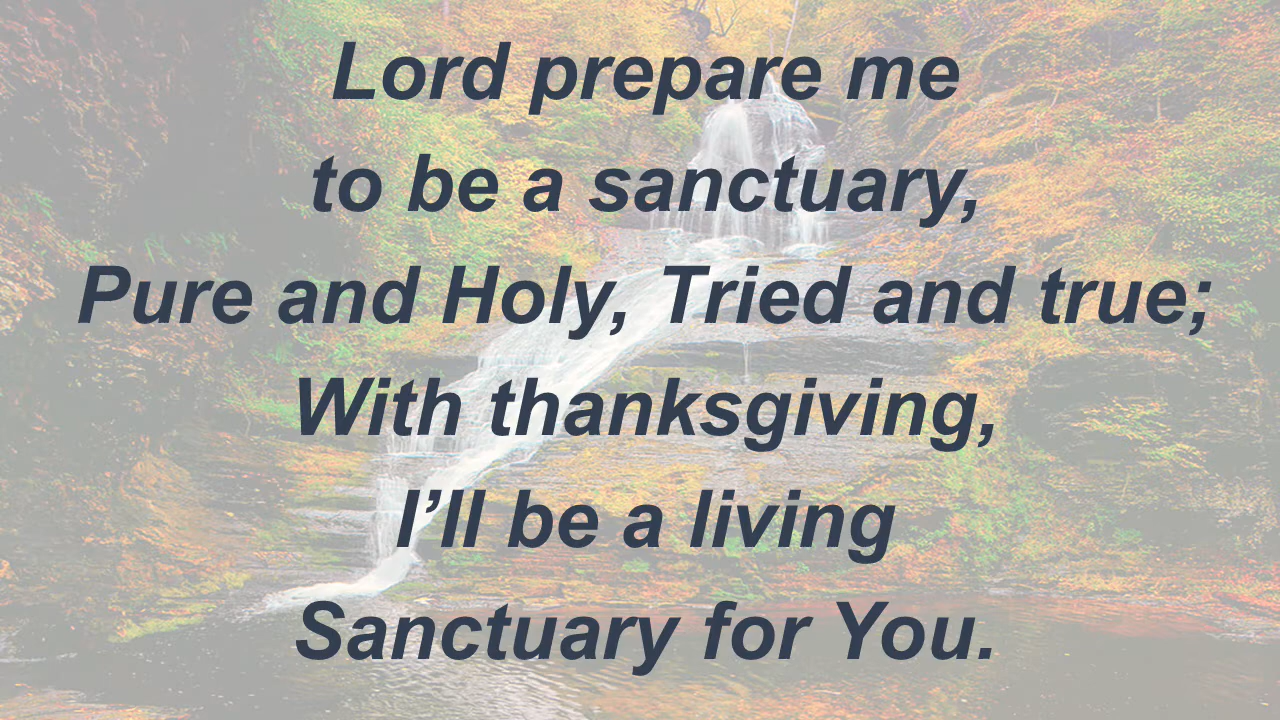 Lord prepare me
to be a sanctuary,
Pure and Holy, Tried and true;
With thanksgiving,
I’ll be a living
Sanctuary for You.